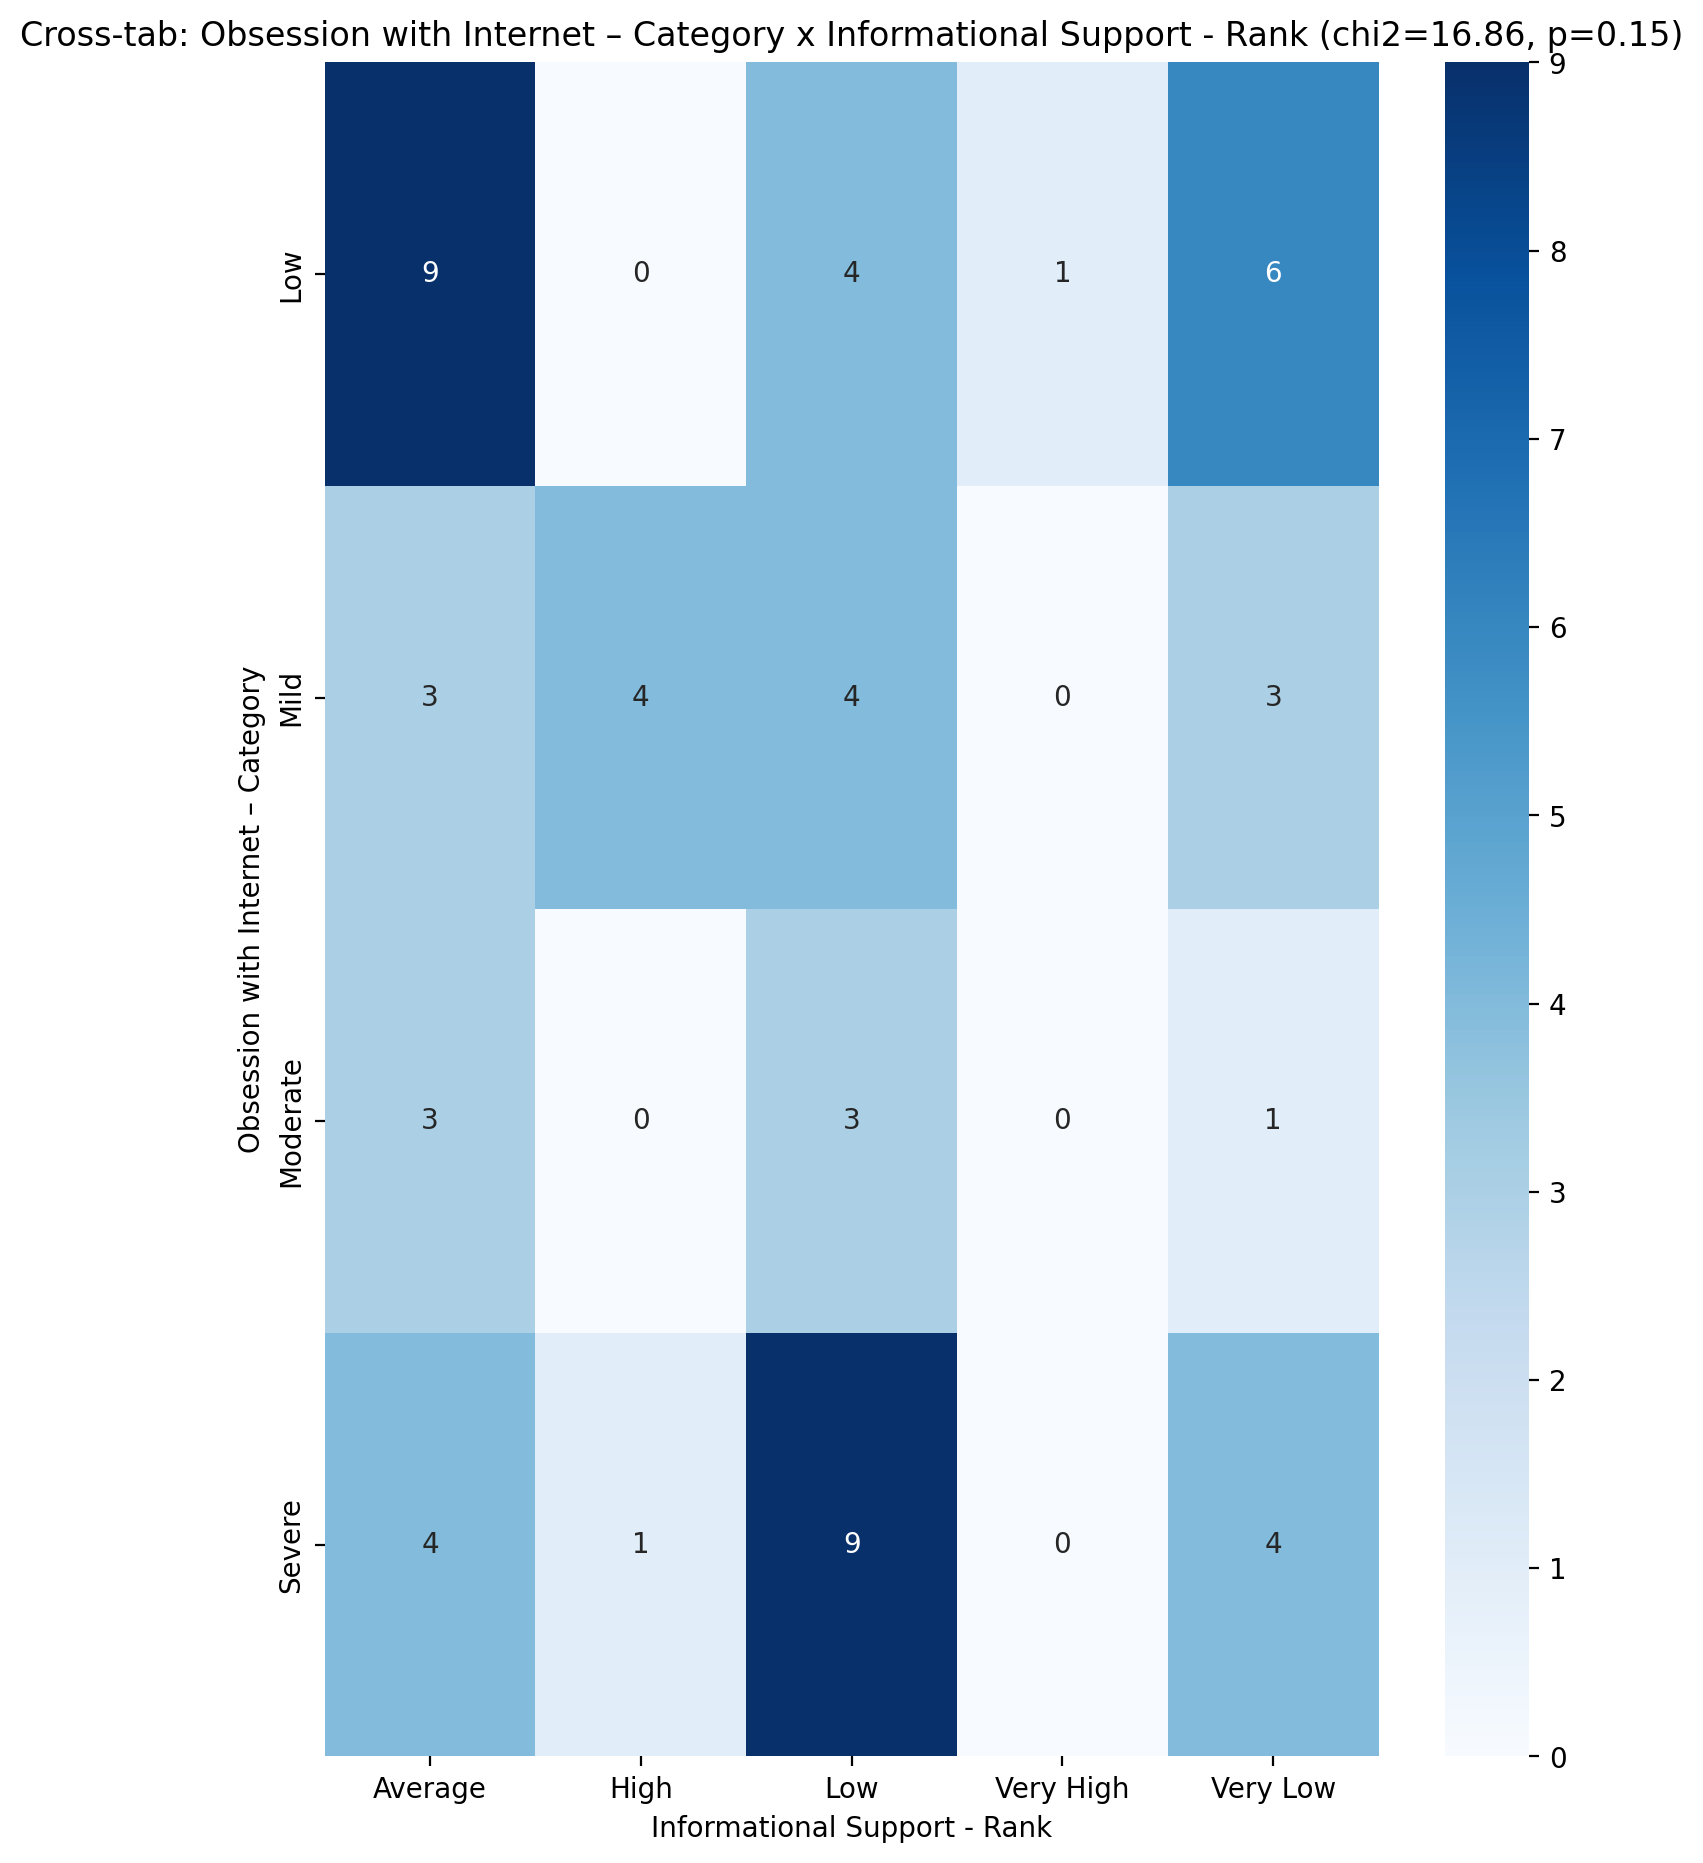 Cross-tab: Obsession with Internet – Category x Informational Support - Rank (chi2=16.86, p=0.15)
Obsession with Internet – Category
Low
9 0 4 1 6
Mild
3 4 4 0 3
Moderate
3 0 3 0 1
Severe
4 1 9 0 4
Average High Low Very High Very Low
Informational Support - Rank
9
8
7
6
5
4
3
2
1
0